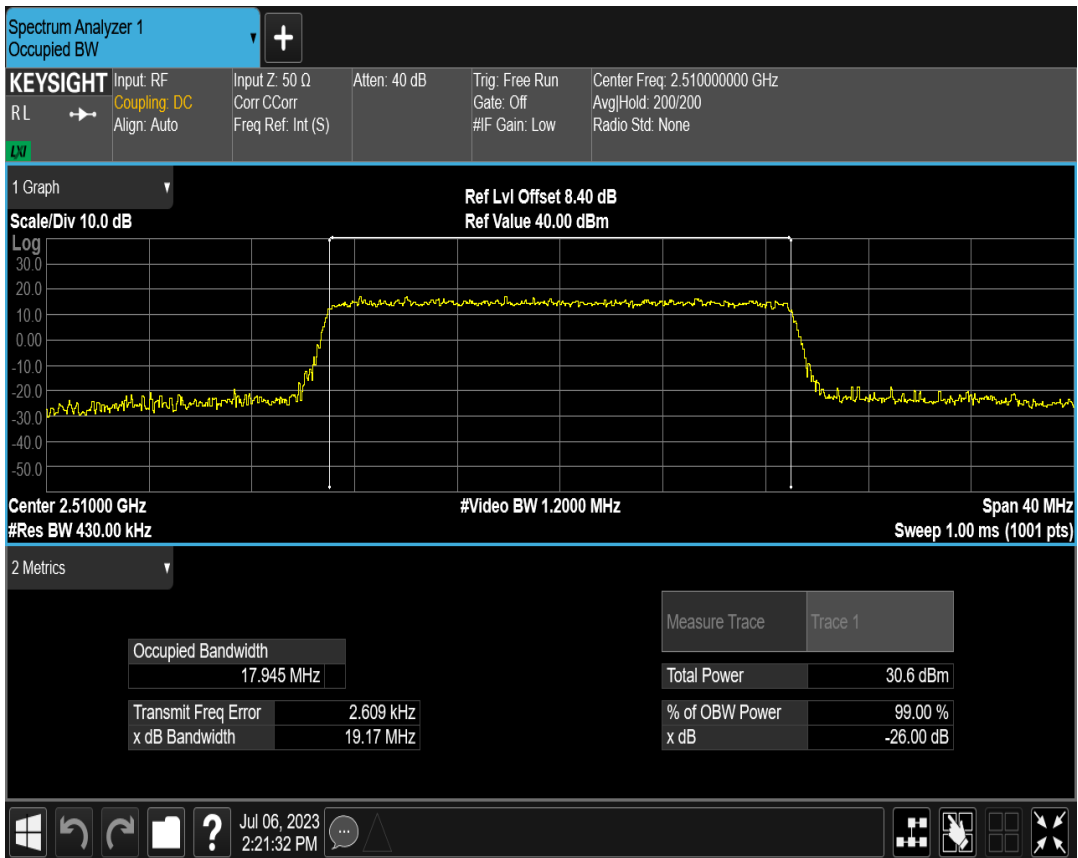 Spectrum Analyzer 1
Occupied BW
KEYSIGHT
R L
LXI
Input: RF
Coupling: DC
Align: Auto
Input Z: 50 Ω
Corr CCorr
Freq Ref: Int (S)
Atten: 40 dB
Trig: Free Run
Gate: Off
#IF Gain: Low
Center Freq: 2.510000000 GHz
Avg|Hold: 200/200
Radio Std: None
1 Graph
Ref Lvl Offset 8.40 dB
Scale/Div 10.0 dB
Ref Value 40.00 dBm
Log
30.0
20.0
10.0
0.00
-10.0
-20.0
-30.0
-40.0
-50.0
Center 2.51000 GHz
#Video BW 1.2000 MHz
Span 40 MHz
#Res BW 430.00 kHz
Sweep 1.00 ms (1001 pts)
2 Metrics
Measure Trace Trace 1
Occupied Bandwidth
17.945 MHz
Total Power 30.6 dBm
Transmit Freq Error 2.609 kHz
% of OBW Power 99.00 %
x dB Bandwidth 19.17 MHz
x dB -26.00 dB
?
Jul 06, 2023
2:21:32 PM